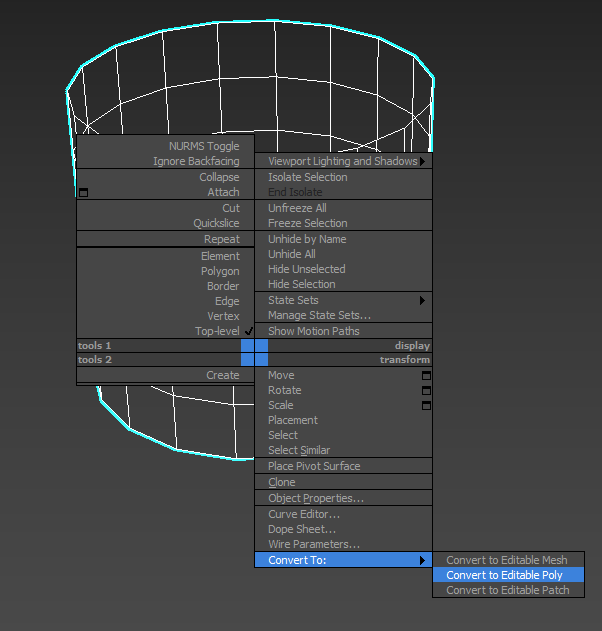 NURMS Toggle
Ignore Backfacing
Collapse
Attach
Cut
Quickslice
Repeat
Element
Polygon
Border
Edge
Vertex
Top-level
tools 1
tools 2
Create
Viewport Lighting and Shadows
Isolate Selection
End Isolate
Unfreeze All
Freeze Selection
Unhide by Name
Unhide All
Hide Unselected
Hide Selection
State Sets
Manage State Sets...
Show Motion Paths
display
transform
Move
Rotate
Scale
Placement
Select
Select Similar
Place Pivot Surface
Clone
Object Properties...
Curve Editor...
Dope Sheet...
Wire Parameters...
Convert To:
Convert to Editable Mesh
Convert to Editable Poly
Convert to Editable Patch